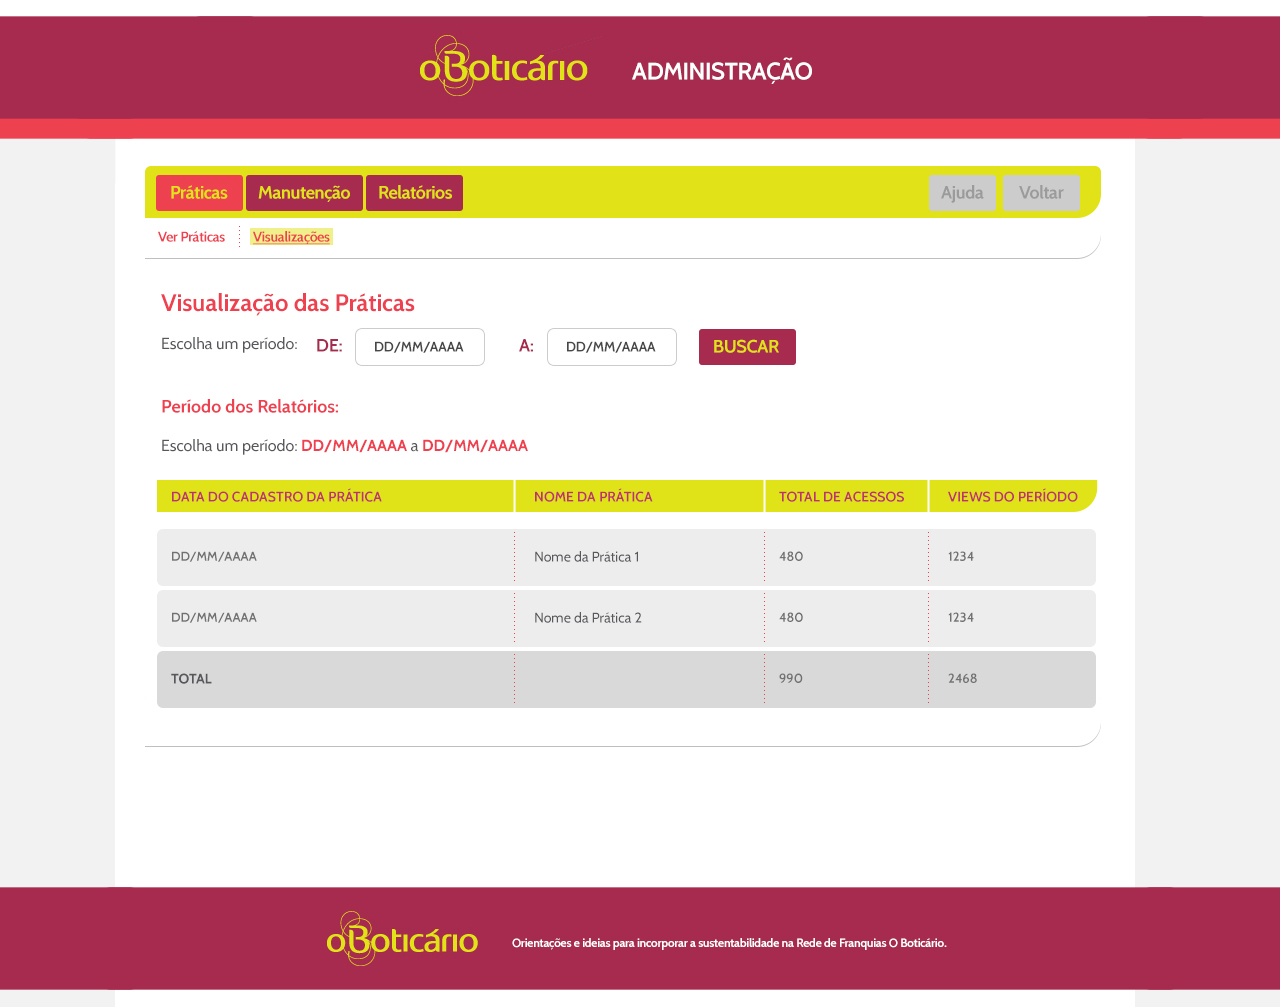 oBoticário ADMINISTRAÇÃO
Práticas Manutenção Relatórios Ajuda Voltar
Ver Práticas Visualizações
Visualização das Práticas
Escolha um período: DE: DD/MM/AAAA A: DD/MM/AAAA BUSCAR
Período dos Relatórios:
Escolha um período: DD/MM/AAAA a DD/MM/AAAA
DATA DO CADASTRO DA PRÁTICA NOME DA PRÁTICA TOTAL DE ACESSOS VIEWS DO PERÍODO
DD/MM/AAAA Nome da Prática 1 480 1234
DD/MM/AAAA Nome da Prática 2 480 1234
TOTAL 990 2468
oBoticário Orientações e ideias para incorporar a sustentabilidade na Rede de Franquias O Boticário.